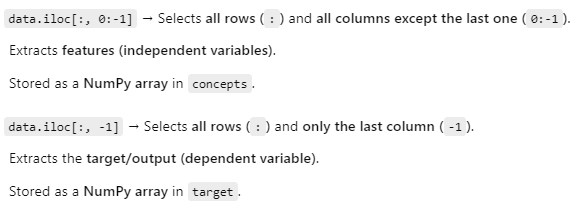 data.iloc[:, 0:-1] → Selects all rows ( : ) and all columns except the last one ( 0:-1 ).
Extracts features (independent variables).
Stored as a NumPy array in concepts .
data.iloc[:, -1] → Selects all rows ( : ) and only the last column ( -1 ).
Extracts the target/output (dependent variable).
Stored as a NumPy array in target .